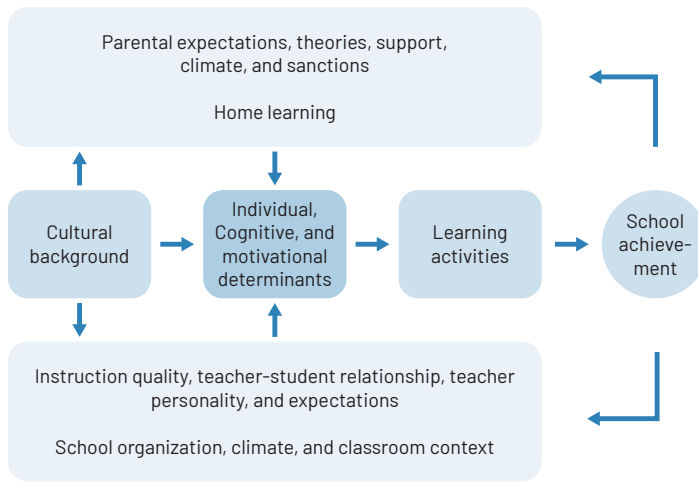 Parental expectations, theories, support,
climate, and sanctions
Home learning
Cultural
background
Individual,
Cognitive, and
motivational
determinants
Learning
activities
School
achieve-
ment
Instruction quality, teacher-student relationship, teacher
personality, and expectations
School organization, climate, and classroom context